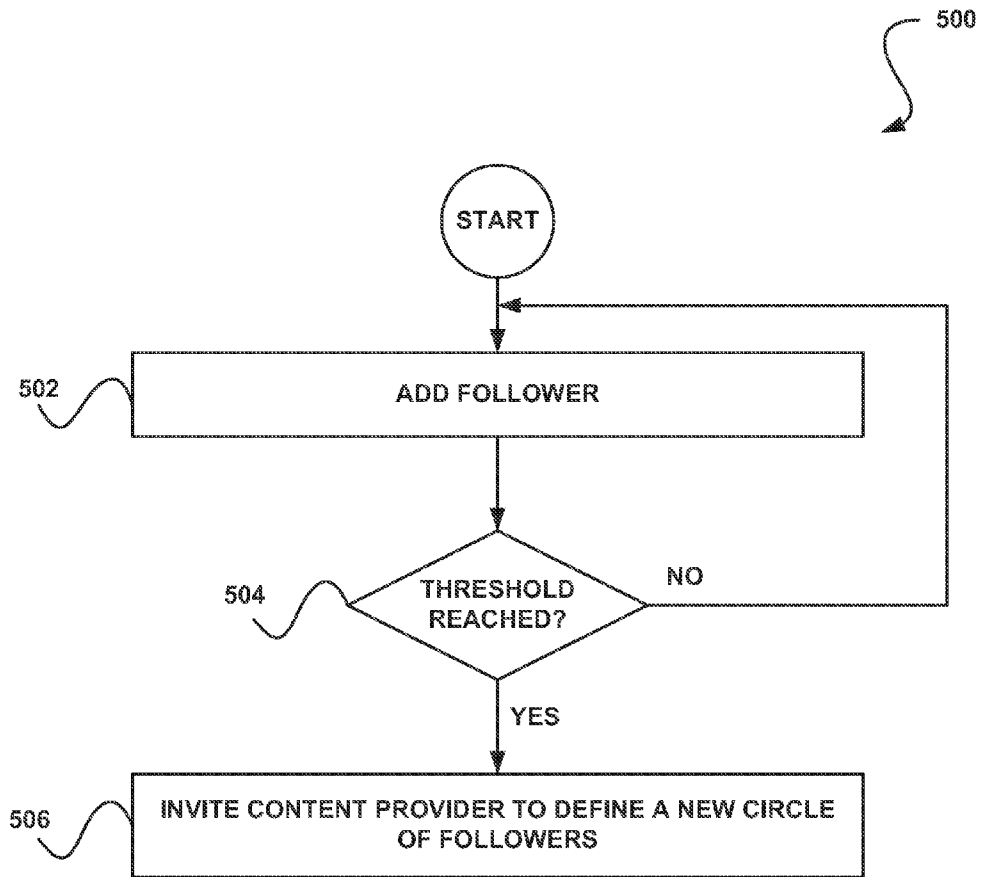 500
START
502
ADD FOLLOWER
504
THRESHOLD
REACHED?
NO
YES
506
INVITE CONTENT PROVIDER TO DEFINE A NEW CIRCLE
OF FOLLOWERS